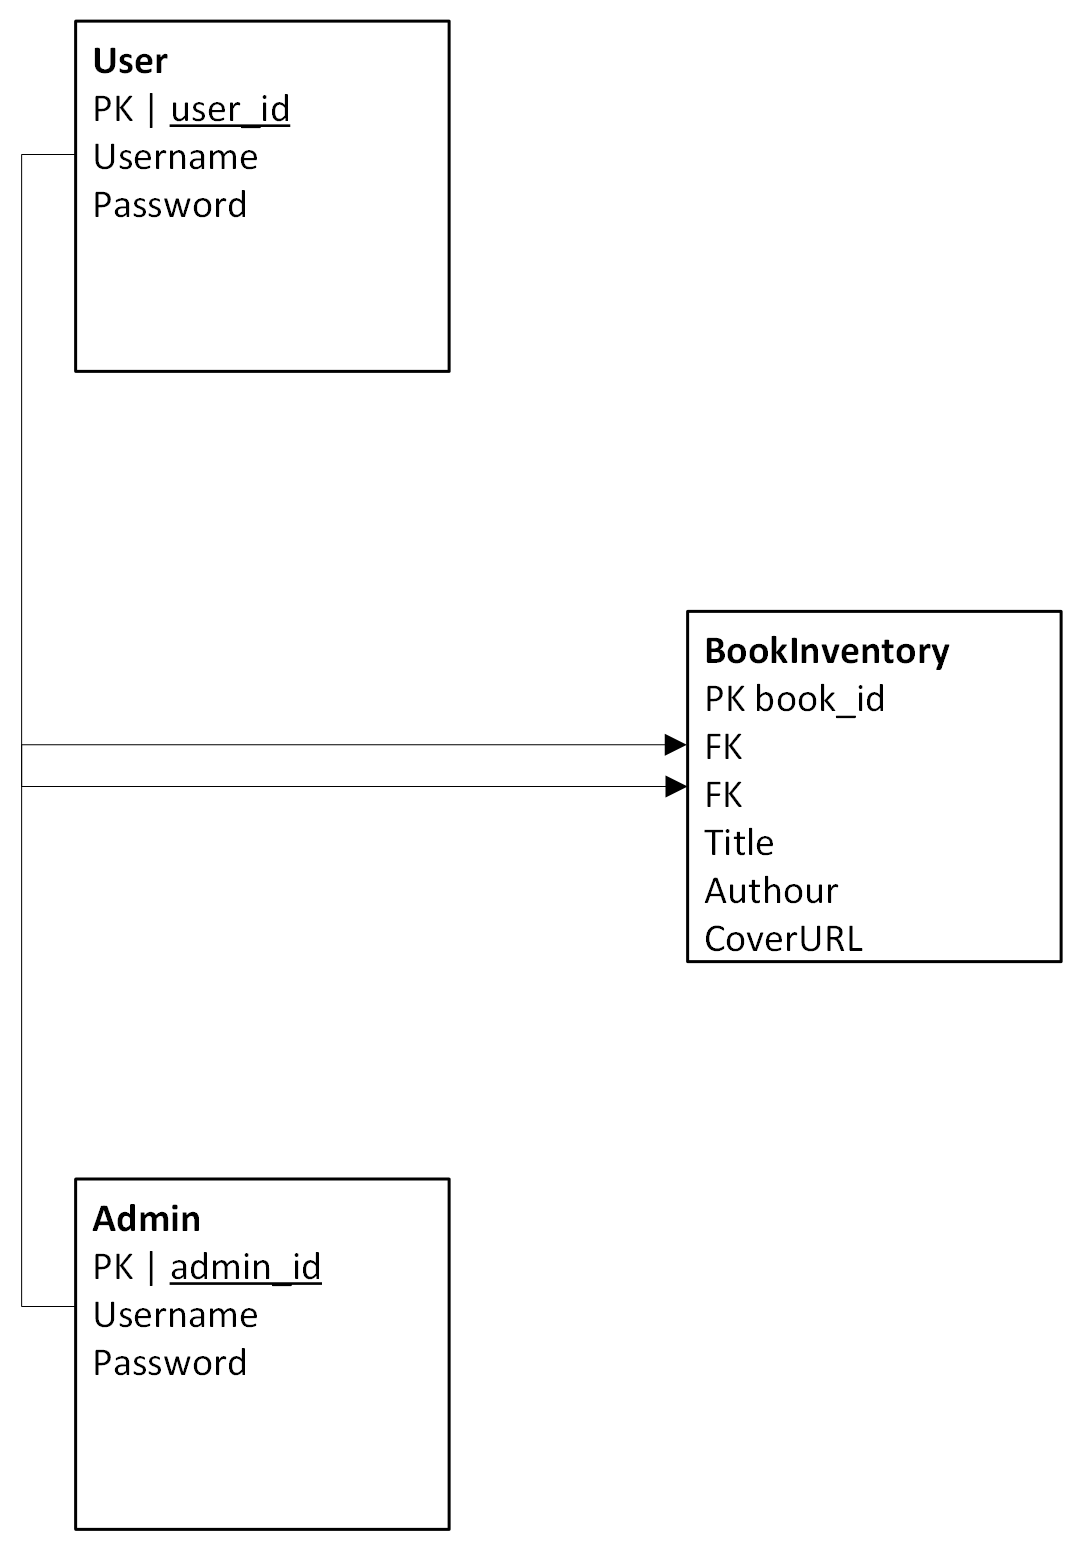 User
PK | user_id
Username
Password
BookInventory
PK book_id
FK
FK
Title
Authour
CoverURL
Admin
PK | admin_id
Username
Password